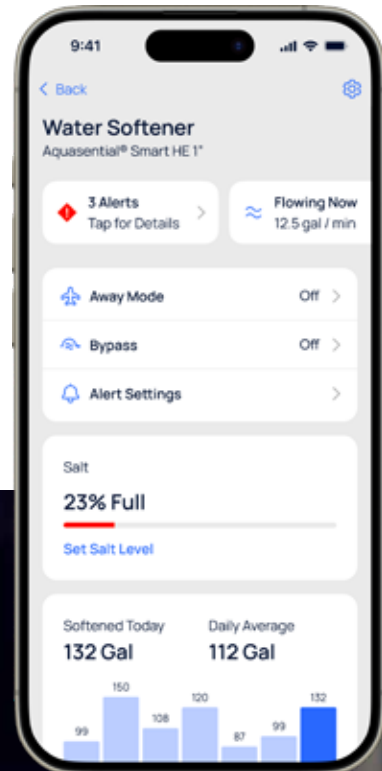 9:41
Back
Water Softener
Aquasential® Smart HE 1"
3 Alerts
Tap for Details
Flowing Now
12.5 gal / min
Away Mode
Off
Bypass
Off
Alert Settings
Salt
23% Full
Set Salt Level
Softened Today
Daily Average
132 Gal
112 Gal
99
150
108
120
87
99
132